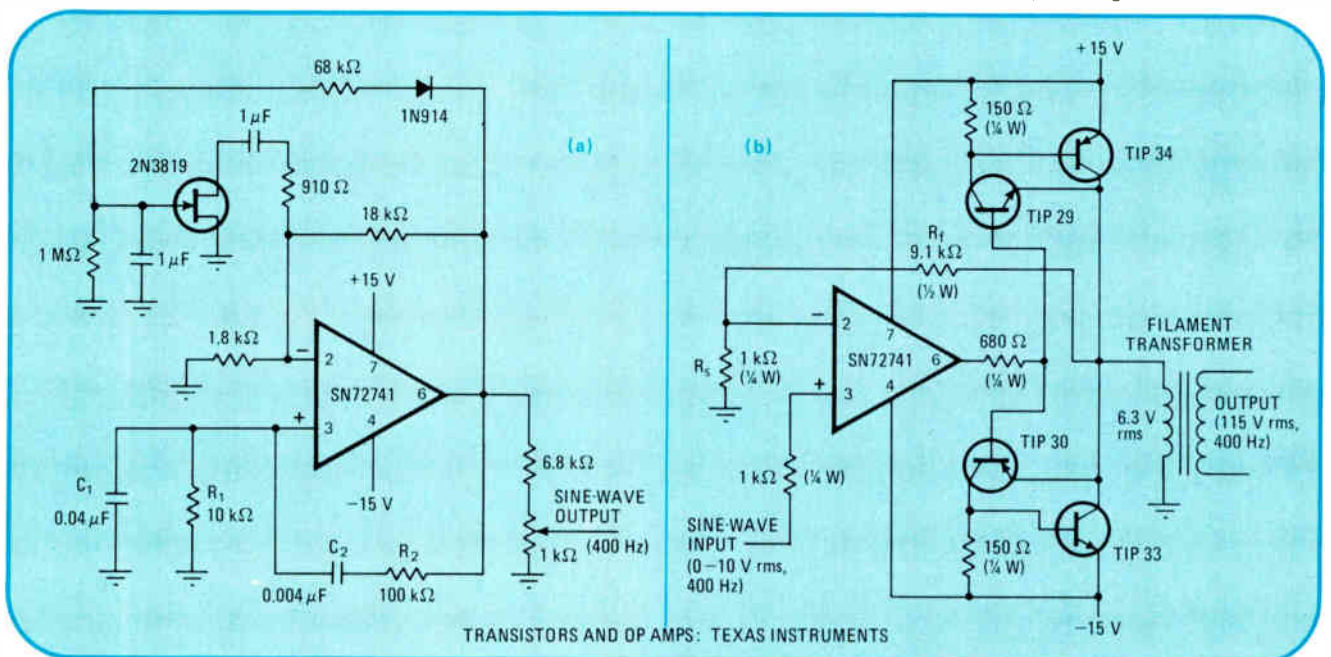 68 kΩ
1N914
1 μF
(a)
2N3819
910 Ω
18 kΩ
1 MΩ
1 μF
+15 V
1.8 kΩ
−
2
7
SN72741
6
4
3
+
−15 V
C1
0.04 μF
R1
10 kΩ
C2
0.004 μF
R2
100 kΩ
6.8 kΩ
SINE-WAVE
OUTPUT
(400 Hz)
1 kΩ
(b)
+15 V
150 Ω
(¼ W)
TIP 34
TIP 29
Rf
9.1 kΩ
(½ W)
−
2
7
SN72741
6
4
3
+
Rs
1 kΩ
(¼ W)
680 Ω
(¼ W)
FILAMENT
TRANSFORMER
6.3 V
rms
OUTPUT
(115 V rms,
400 Hz)
TIP 30
1 kΩ
(¼ W)
SINE-WAVE
INPUT
(0–10 V rms,
400 Hz)
150 Ω
(¼ W)
TIP 33
−15 V
TRANSISTORS AND OP AMPS: TEXAS INSTRUMENTS